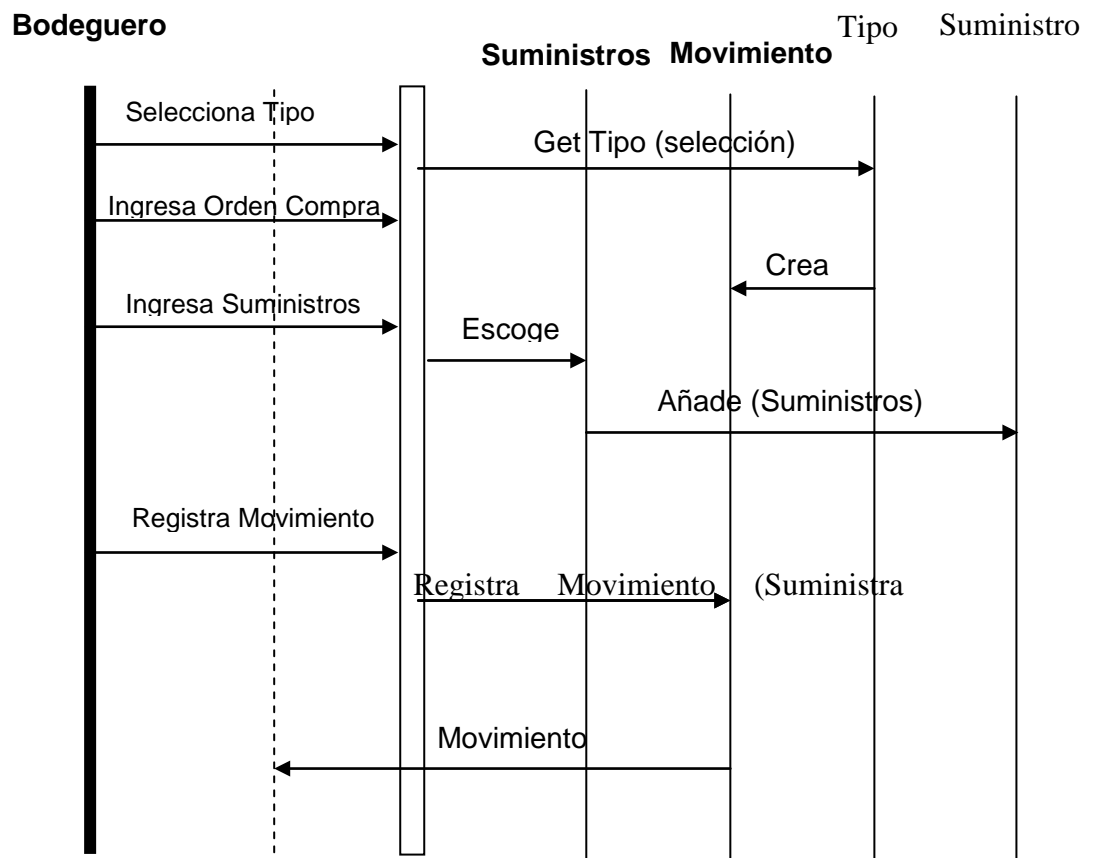 Bodeguero
Tipo Suministro
Suministros Movimiento
Selecciona Tipo
Get Tipo (selección)
Ingresa Orden Compra
Crea
Ingresa Suministros
Escoge
Añade (Suministros)
Registra Movimiento
Registra Movimiento (Suministra
Movimiento